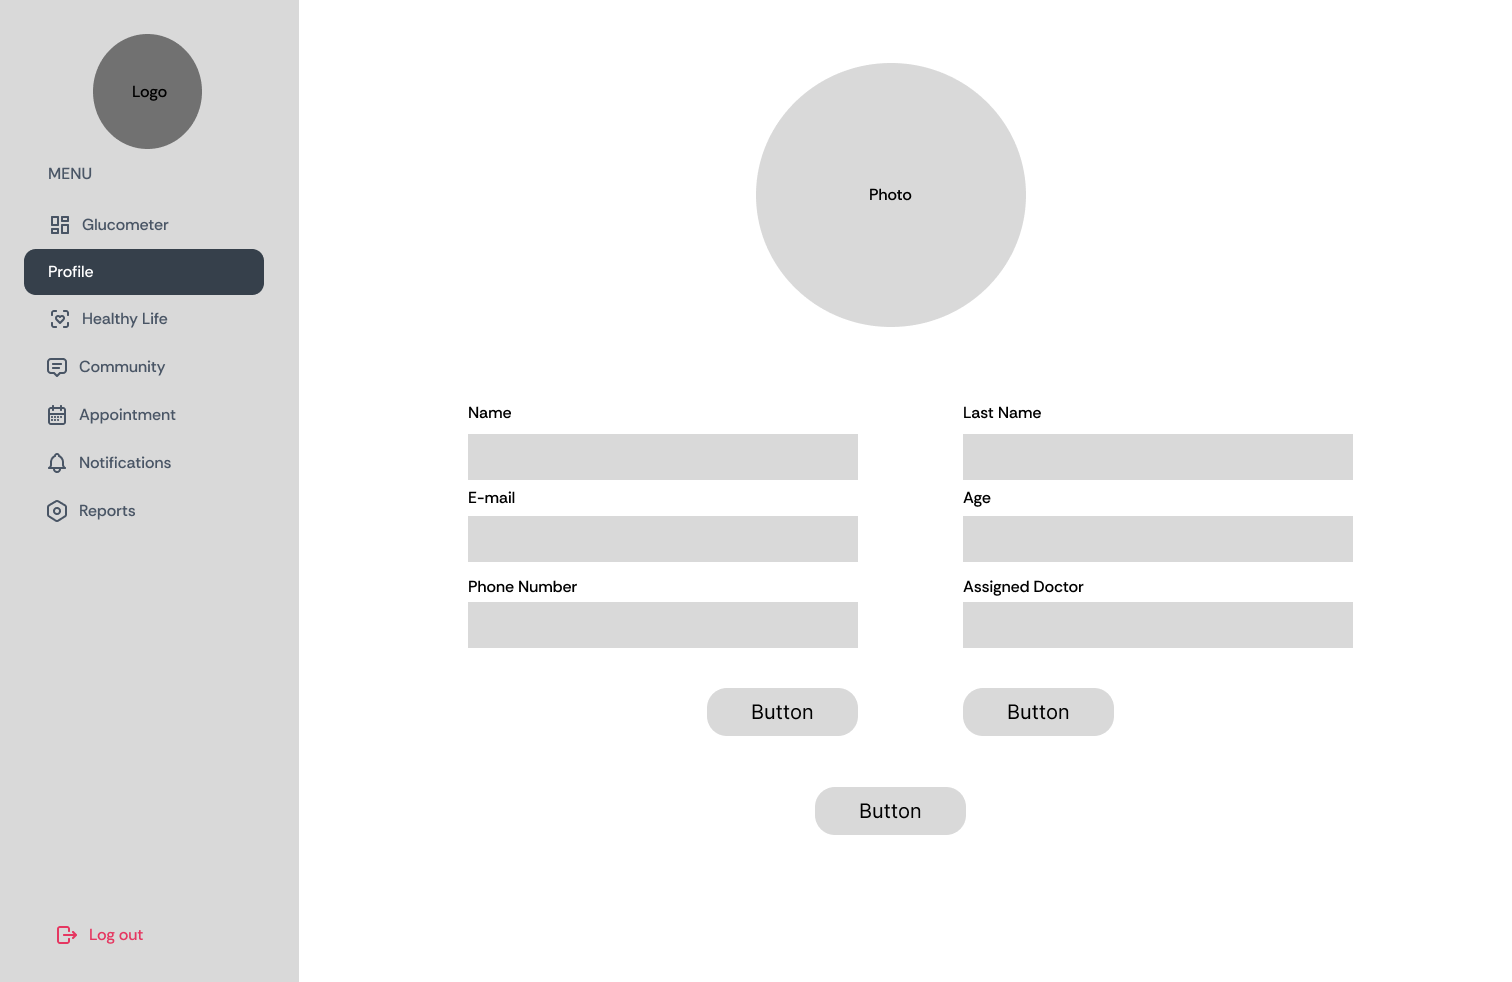 Logo
MENU
Glucometer
Profile
Healthy Life
Community
Appointment
Notifications
Reports
Log out
Photo
Name
Last Name
E-mail
Age
Phone Number
Assigned Doctor
Button
Button
Button